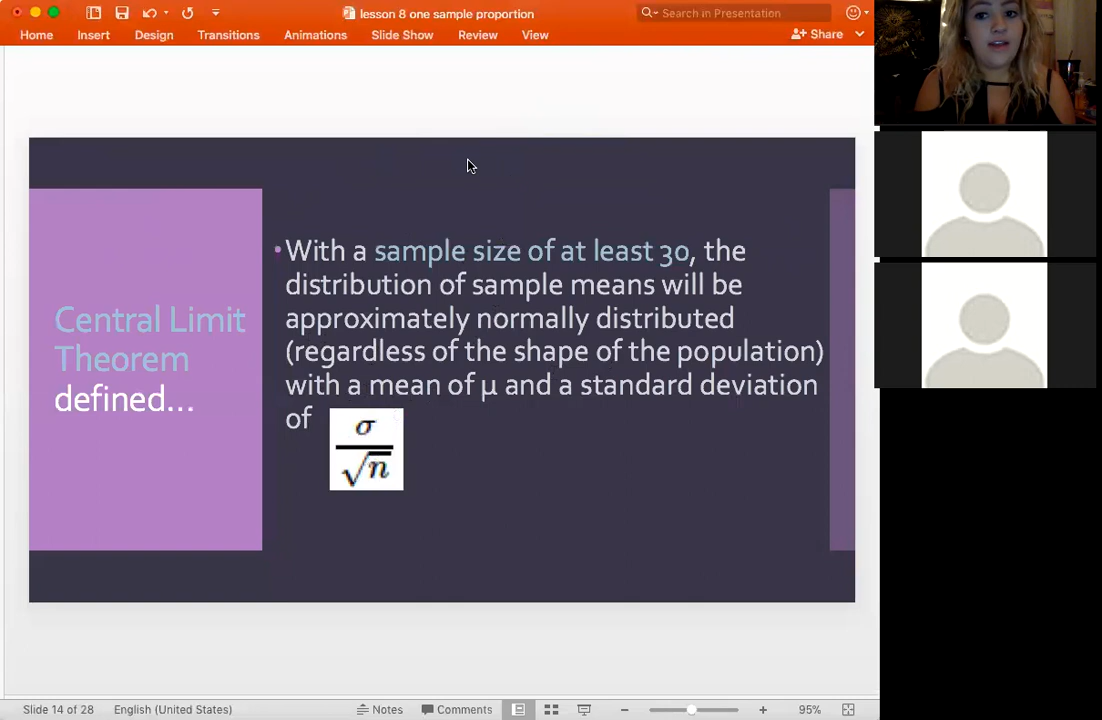 lesson 8 one sample proportion
Search in Presentation
Home Insert Design Transitions Animations Slide Show Review View Share
Central Limit
Theorem
defined...
•With a sample size of at least 30, the
distribution of sample means will be
approximately normally distributed
(regardless of the shape of the population)
with a mean of μ and a standard deviation
of
σ
√n
Slide 14 of 28 English (United States) Notes Comments 95%